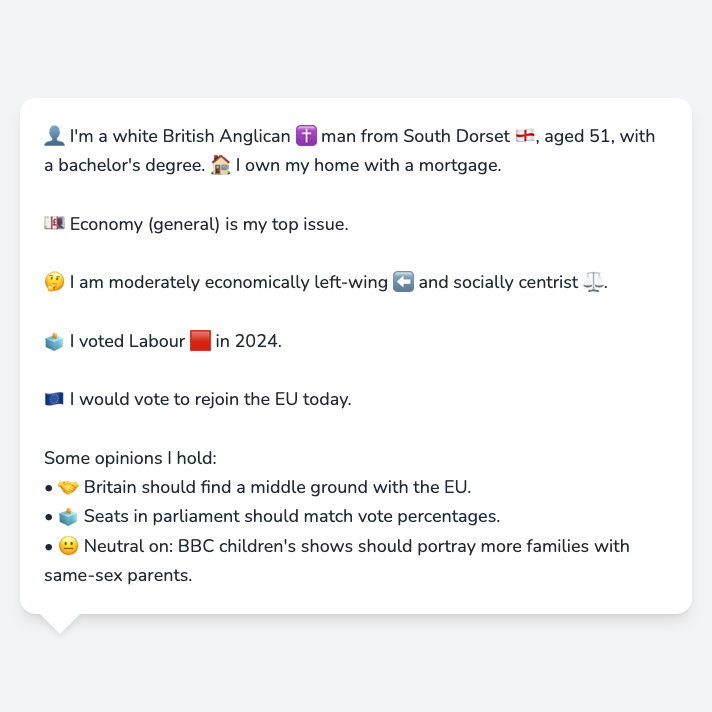 👤 I'm a white British Anglican ✝️ man from South Dorset 🏴󠁧󠁢󠁥󠁮󠁧󠁿, aged 51, with
a bachelor's degree. 🏠 I own my home with a mortgage.
💷 Economy (general) is my top issue.
🤔 I am moderately economically left-wing ⬅️ and socially centrist ⚖️.
🗳️ I voted Labour 🟥 in 2024.
🇪🇺 I would vote to rejoin the EU today.
Some opinions I hold:
• 🤝 Britain should find a middle ground with the EU.
• 🗳️ Seats in parliament should match vote percentages.
• 😐 Neutral on: BBC children's shows should portray more families with
same-sex parents.